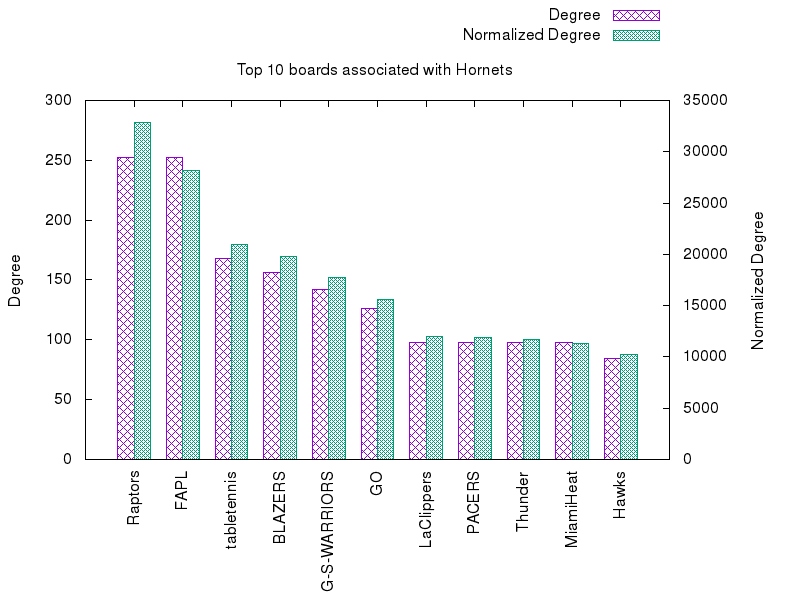 Degree
Normalized Degree
Top 10 boards associated with Hornets
300
250
200
150
100
50
0
35000
30000
25000
20000
15000
10000
5000
0
Degree
Normalized Degree
Raptors
FAPL
tabletennis
BLAZERS
G-S-WARRIORS
GO
LaClippers
PACERS
Thunder
MiamiHeat
Hawks